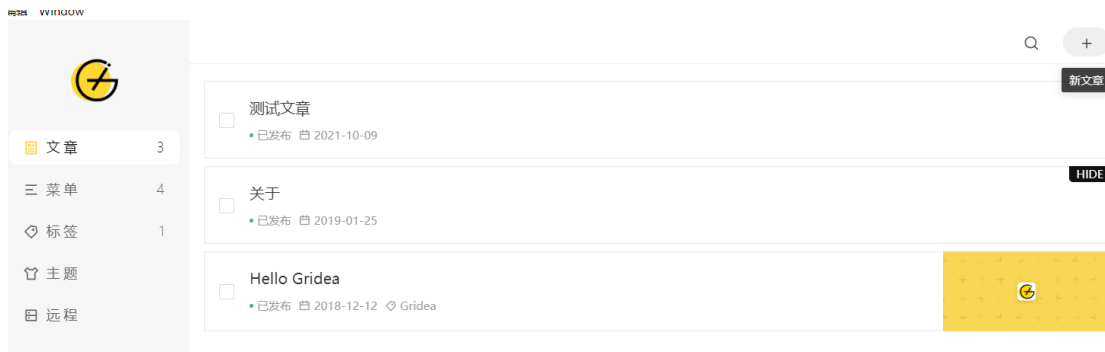 编辑 Window
新文章
文章 3
菜单 4
标签 1
主题
远程
测试文章
已发布 2021-10-09
HIDE
关于
已发布 2019-01-25
Hello Gridea
已发布 2018-12-12 Gridea